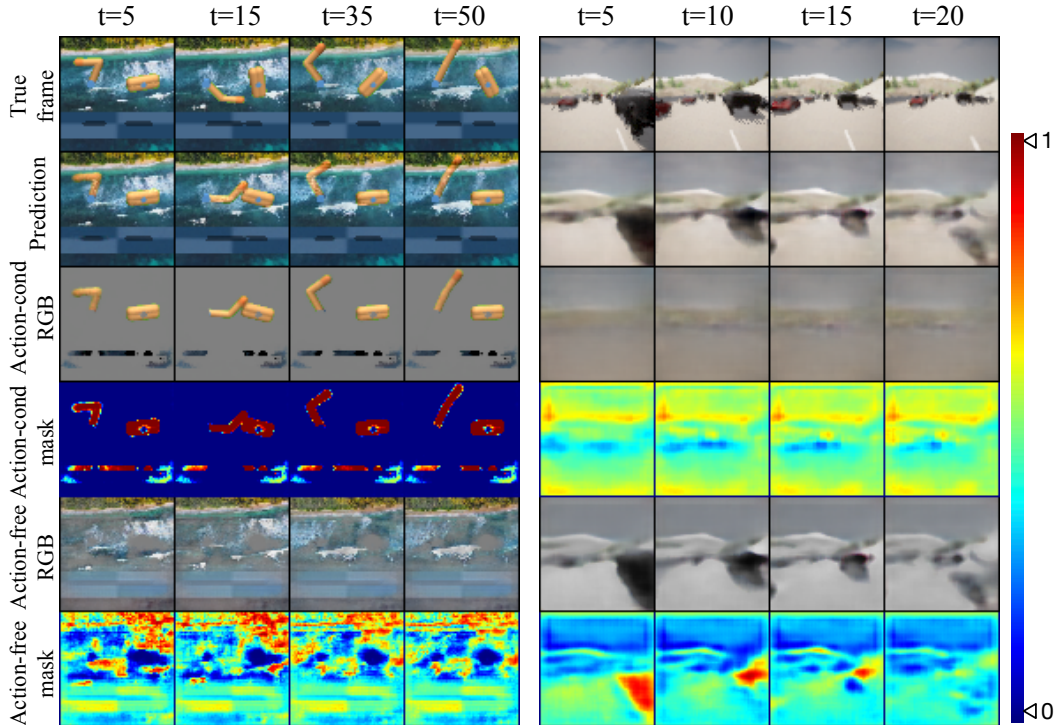 t=5 t=15 t=35 t=50 t=5 t=10 t=15 t=20
True
frame
Prediction
Action-cond
RGB
Action-cond
mask
Action-free
RGB
Action-free
mask
1
0